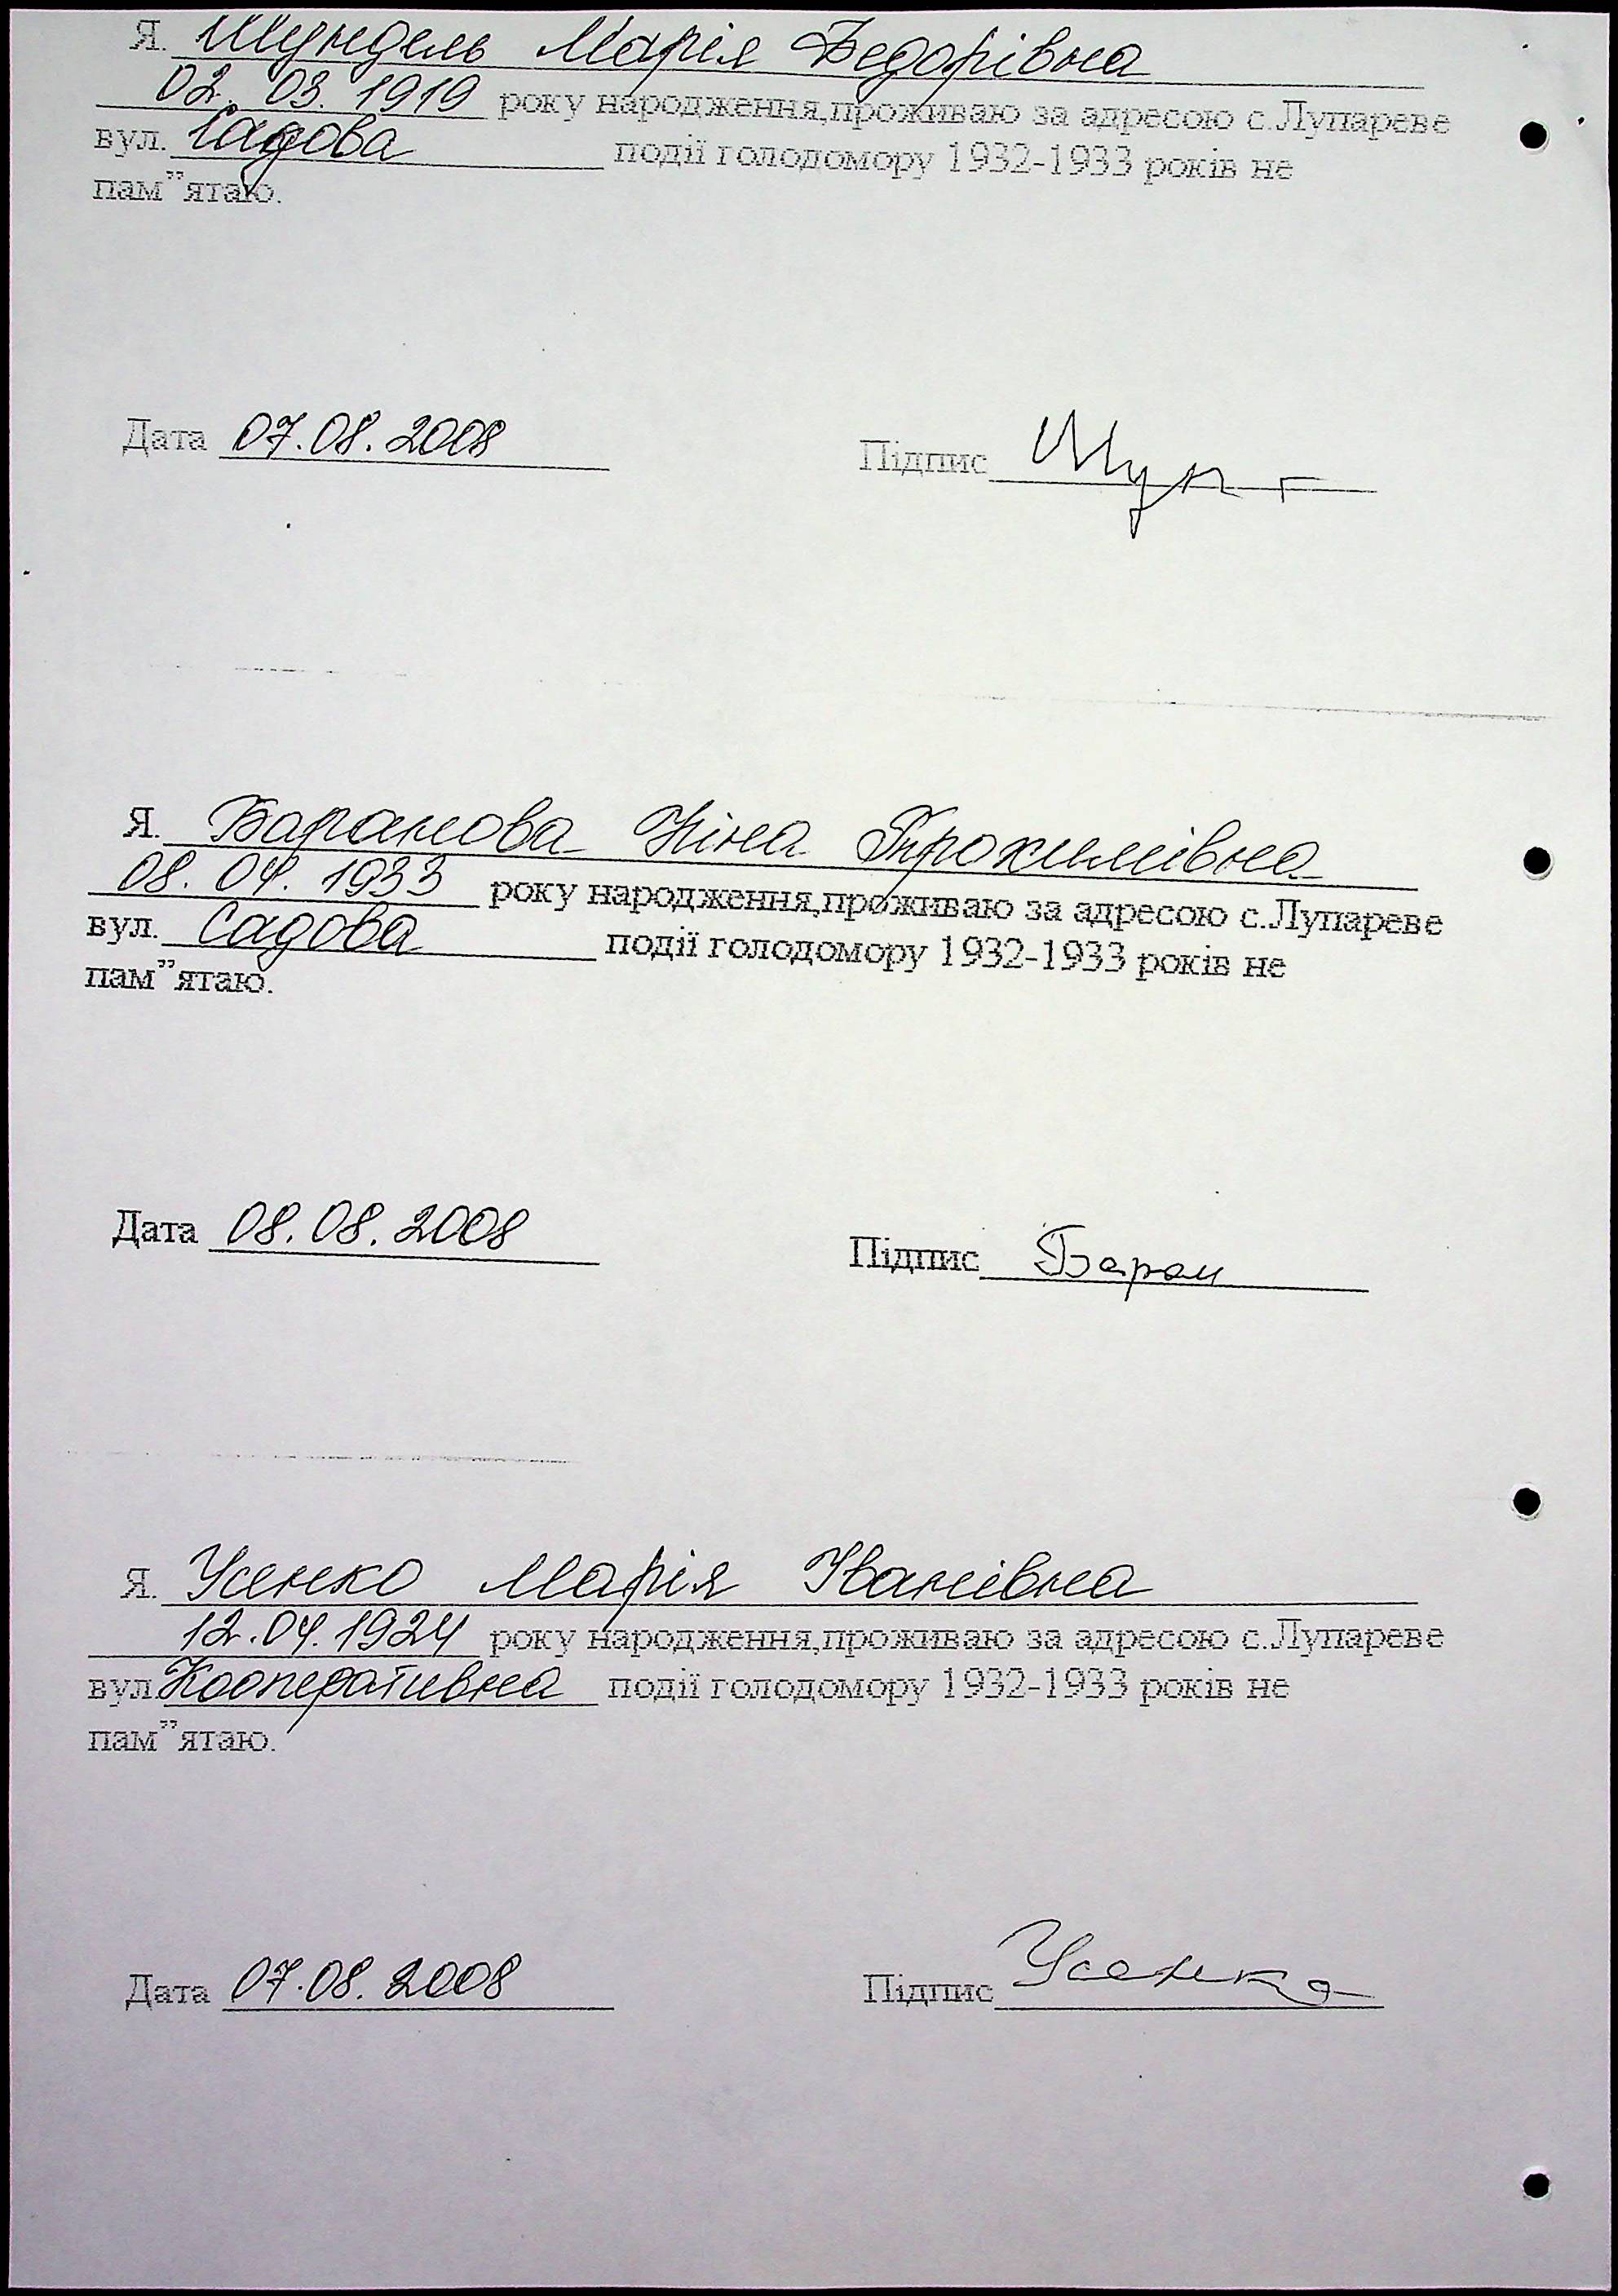 Я. Шундель Марія Федорівна
02. 03. 1919 року народження,проживаю за адресою с.Лупареве
вул. Садова події голодомору 1932-1933 років не
пам”ятаю.
Дата 07.08.2008 Підпис
Я. Баранова Ніна Прохимівна
08. 04. 1933 року народження,проживаю за адресою с.Лупареве
вул. Садова події голодомору 1932-1933 років не
пам”ятаю.
Дата 08.08.2008 Підпис Баран
Я. Усенко Марія Іванівна
12.04.1924 року народження,проживаю за адресою с.Лупареве
вул. Кооперативна події голодомору 1932-1933 років не
пам”ятаю.
Дата 07.08.2008 Підпис Усенко